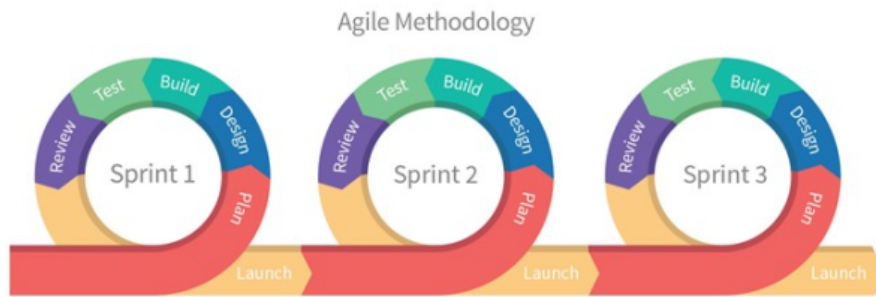 Agile Methodology
Sprint 1
Plan
Design
Build
Test
Review
Launch
Sprint 2
Plan
Design
Build
Test
Review
Launch
Sprint 3
Plan
Design
Build
Test
Review
Launch